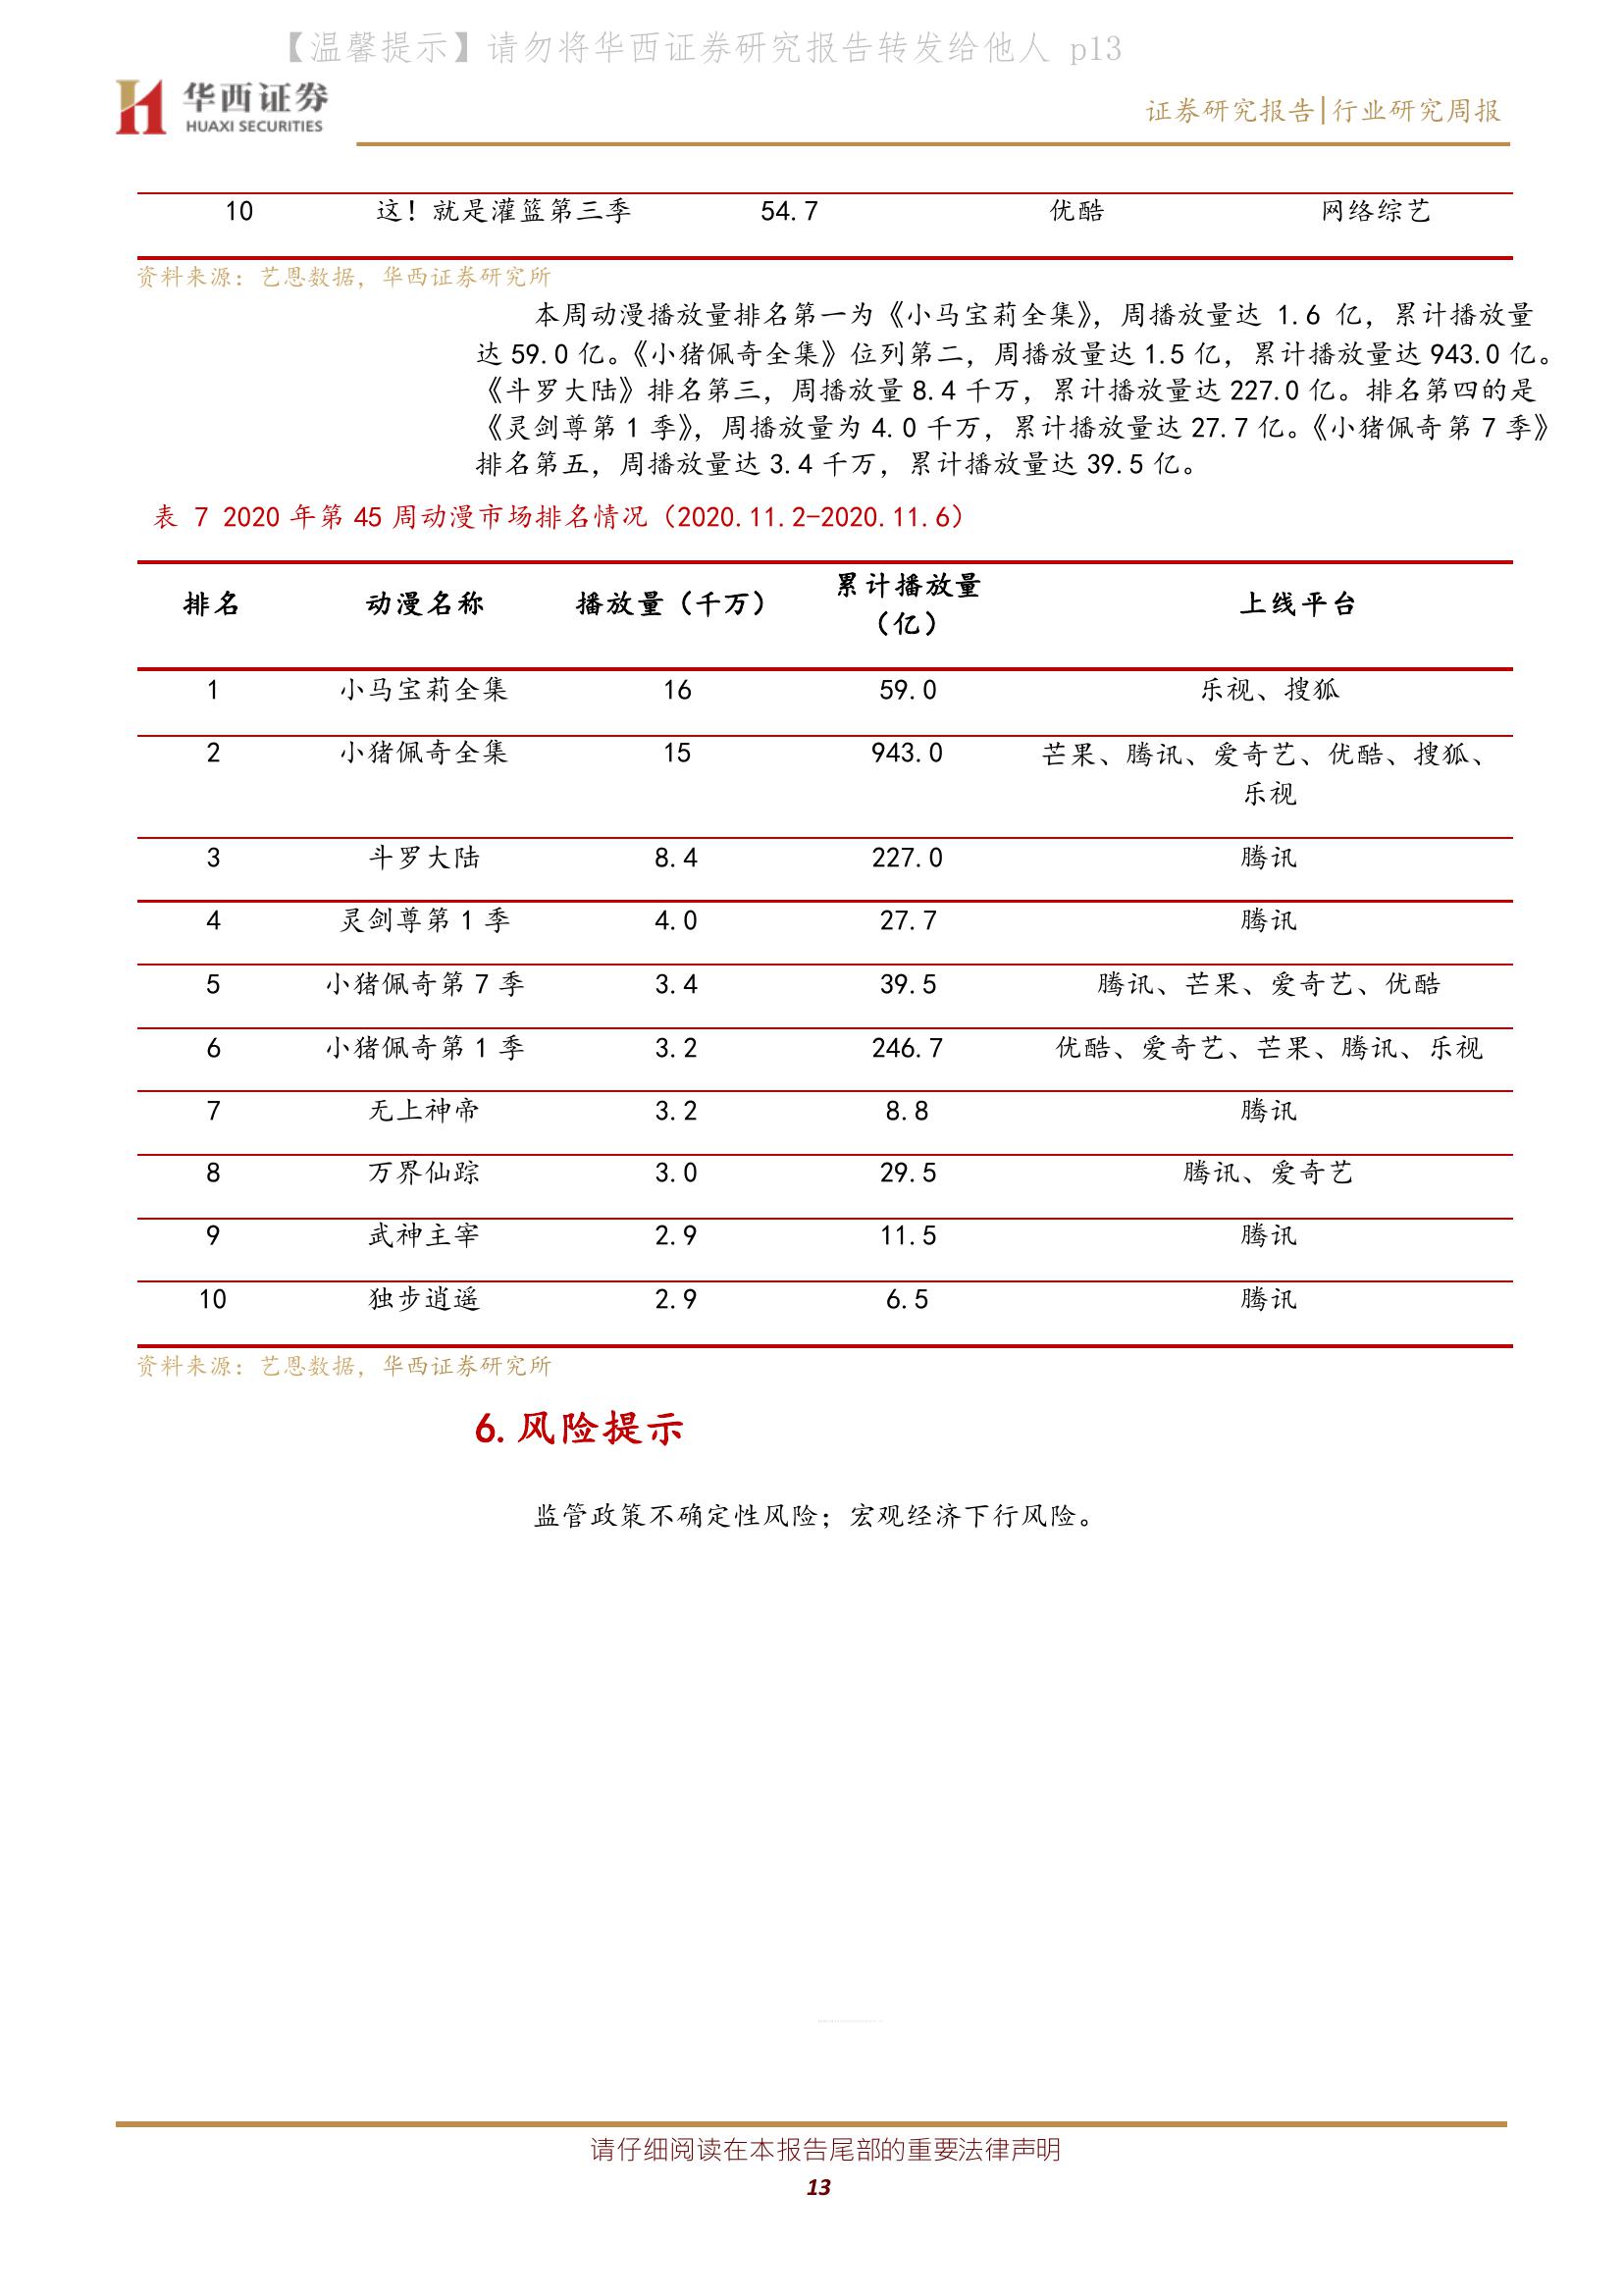 【温馨提示】请勿将华西证券研究报告转发给他人 p13
华西证券
HUAXI SECURITIES
证券研究报告|行业研究周报
10 这！就是灌篮第三季 54.7 优酷 网络综艺
资料来源：艺恩数据，华西证券研究所
本周动漫播放量排名第一为《小马宝莉全集》，周播放量达 1.6 亿，累计播放量
达 59.0 亿。《小猪佩奇全集》位列第二，周播放量达 1.5 亿，累计播放量达 943.0 亿。
《斗罗大陆》排名第三，周播放量 8.4 千万，累计播放量达 227.0 亿。排名第四的是
《灵剑尊第 1 季》，周播放量为 4.0 千万，累计播放量达 27.7 亿。《小猪佩奇第 7 季》
排名第五，周播放量达 3.4 千万，累计播放量达 39.5 亿。
表 7 2020 年第 45 周动漫市场排名情况（2020.11.2-2020.11.6）
排名 动漫名称 播放量（千万） 累计播放量
（亿） 上线平台
1 小马宝莉全集 16 59.0 乐视、搜狐
2 小猪佩奇全集 15 943.0 芒果、腾讯、爱奇艺、优酷、搜狐、
乐视
3 斗罗大陆 8.4 227.0 腾讯
4 灵剑尊第 1 季 4.0 27.7 腾讯
5 小猪佩奇第 7 季 3.4 39.5 腾讯、芒果、爱奇艺、优酷
6 小猪佩奇第 1 季 3.2 246.7 优酷、爱奇艺、芒果、腾讯、乐视
7 无上神帝 3.2 8.8 腾讯
8 万界仙踪 3.0 29.5 腾讯、爱奇艺
9 武神主宰 2.9 11.5 腾讯
10 独步逍遥 2.9 6.5 腾讯
资料来源：艺恩数据，华西证券研究所
6.风险提示
监管政策不确定性风险；宏观经济下行风险。
请仔细阅读在本报告尾部的重要法律声明
13